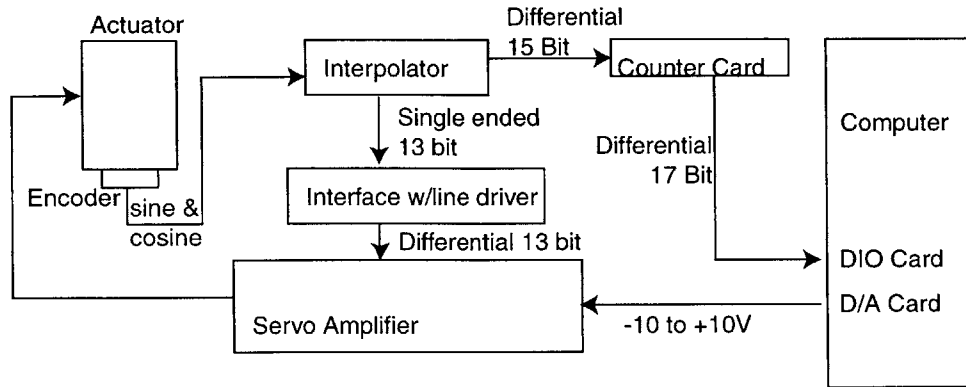 Actuator
Differential
15 Bit
Interpolator
Counter Card
Computer
Single ended
13 bit
Differential
17 Bit
Encoder
sine &
cosine
Interface w/line driver
Differential 13 bit
DIO Card
D/A Card
-10 to +10V
Servo Amplifier